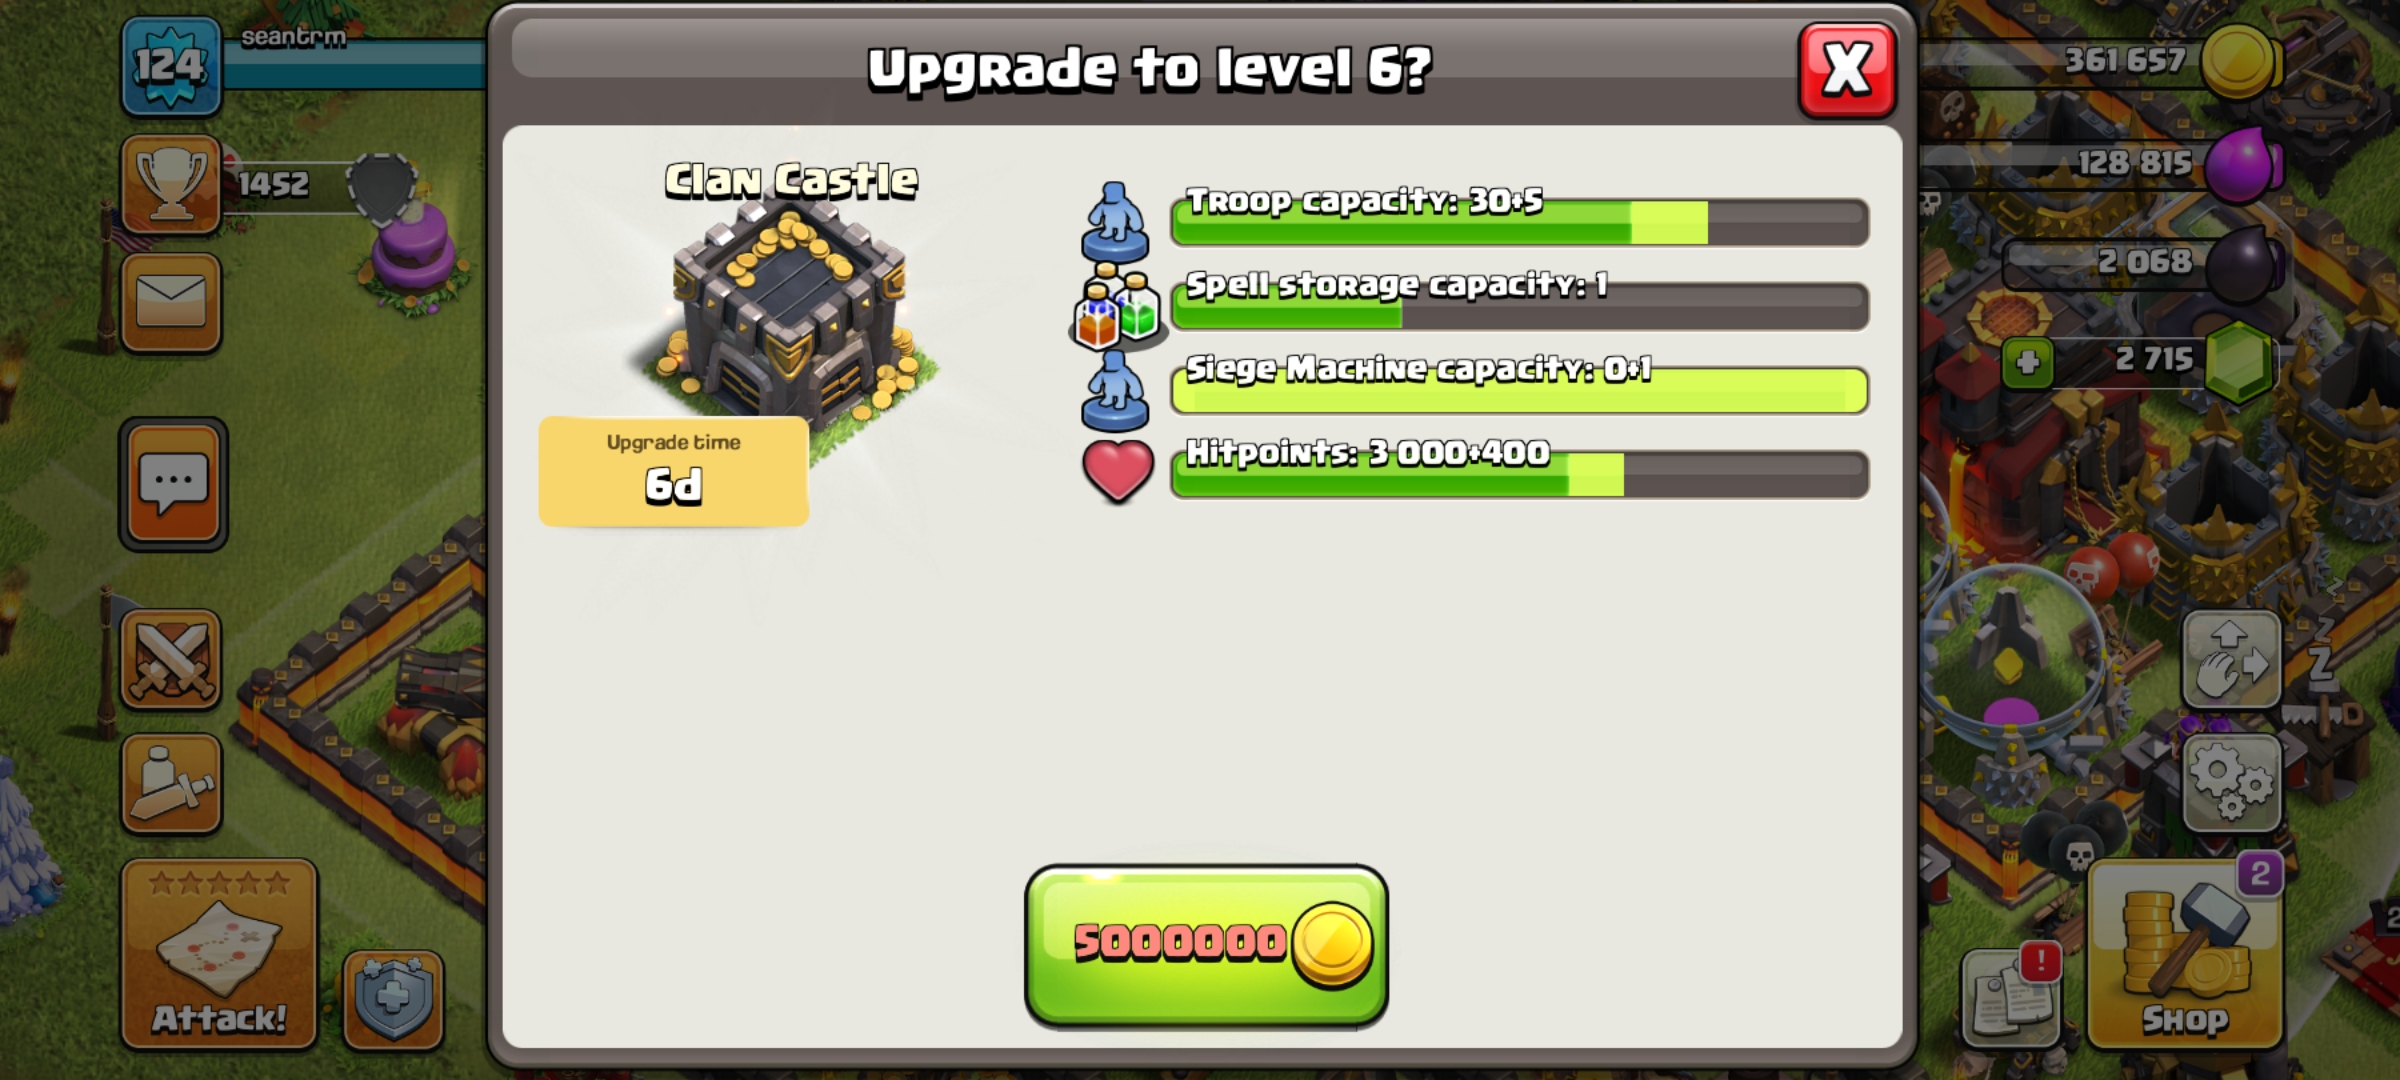 124
seantrm
Upgrade to level 6?
X
361 657
1452
Clan Castle
Troop capacity: 30+5
128 815
Spell storage capacity: 1
2 068
Siege Machine capacity: 0+1
2 715
Upgrade time
6d
Hitpoints: 3 000+400
z
z
Z
2
5000000
!
Attack!
Shop